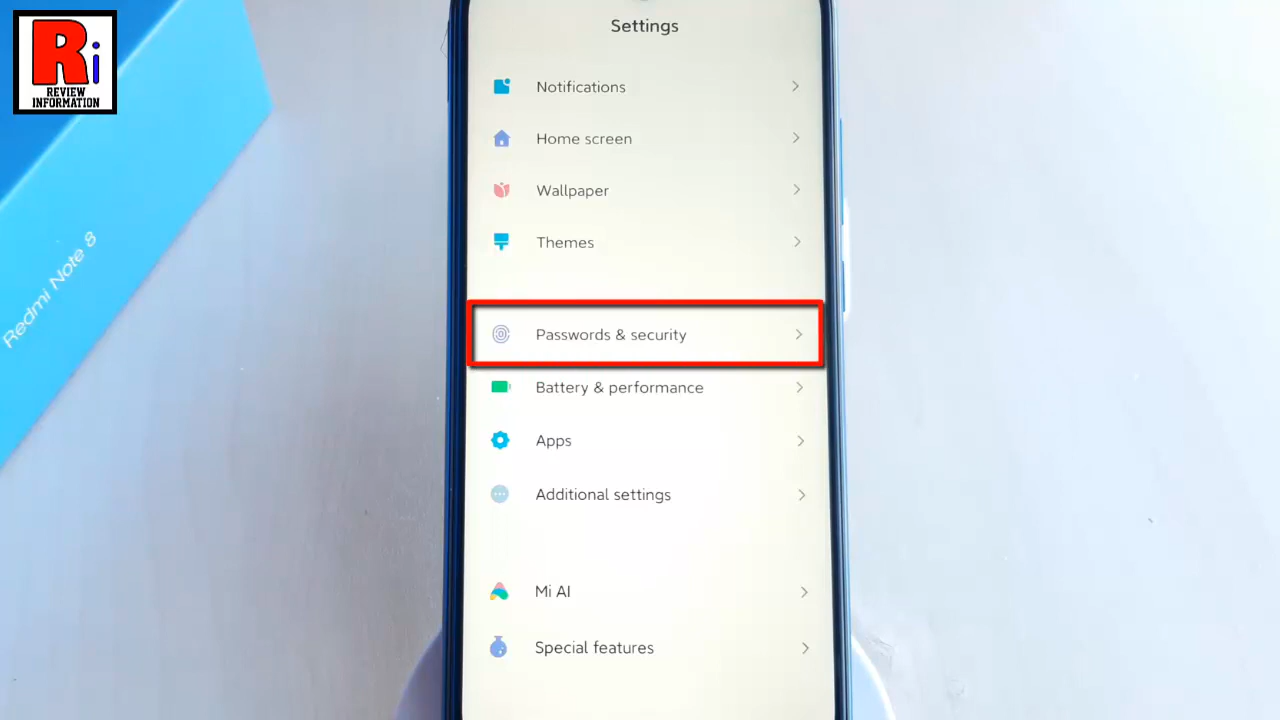 Ri
REVIEW
INFORMATION
Settings
Notifications
Home screen
Wallpaper
Themes
Redmi Note 8
Passwords & security
Battery & performance
Apps
Additional settings
Mi AI
Special features